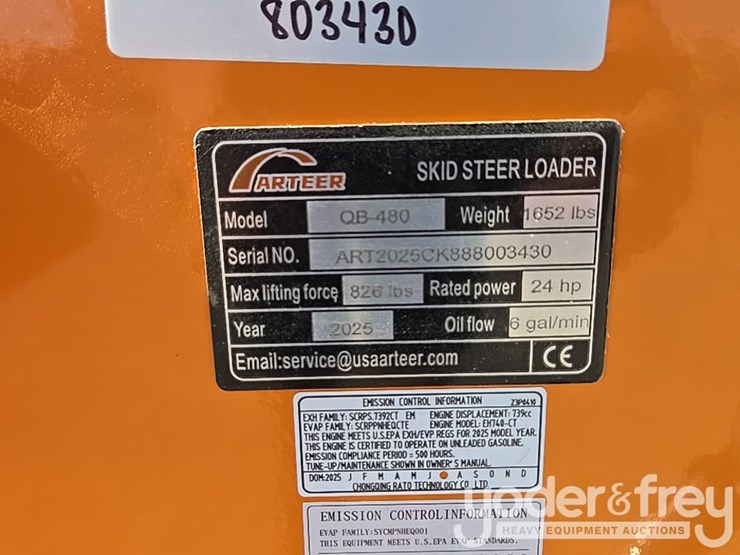 803430
ARTEER SKID STEER LOADER
Model QB-480 Weight 1652 lbs
Serial NO. ART2025CK888003430
Max lifting force 826 lbs Rated power 24 hp
Year 2025 Oil flow 6 gal/min
Email:service@usaarteer.com CE
EMISSION CONTROL INFORMATION Z3P0410
EXH FAMILY: SCRPS.7392CT EM ENGINE DISPLACEMENT: 739cc
EVAP FAMILY: SCRPPNHEQCTE ENGINE MODEL: EH740-CT
THIS ENGINE MEETS U.S.EPA EXH/EVP REGS FOR 2025 MODEL YEAR.
THIS ENGINE IS CERTIFIED TO OPERATE ON UNLEADED GASOLINE.
EMISSION COMPLIANCE PERIOD = 500 HOURS.
TUNE-UP/MAINTENANCE SHOWN IN OWNER'S MANUAL.
DOM:2025 J F M A M J A S O N D
CHONGQING RATO TECHNOLOGY CO LTD.
EMISSION CONTROL INFORMATION
EVAP FAMILY:SYCMPNHEQ001
THIS EQUIPMENT MEETS U.S.EPA EVAP STANDARDS.
yoder&frey
HEAVY EQUIPMENT AUCTIONS